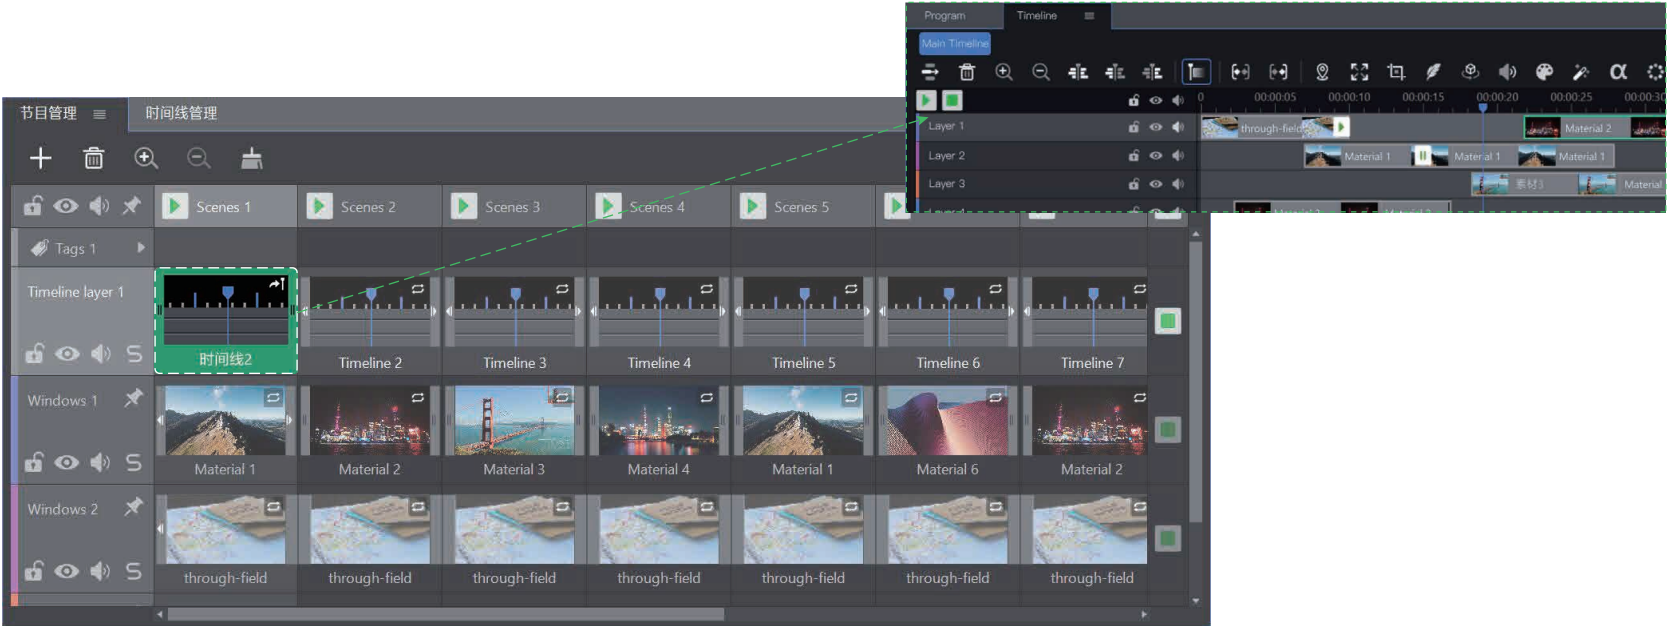 Program Timeline
Main Timeline
0 00:00:05 00:00:10 00:00:15 00:00:20 00:00:25 00:00:30
Layer 1 through-field Material 2
Layer 2 Material 1 Material 1 Material 1
Layer 3 素材3 Material
节目管理 时间线管理
Scenes 1 Scenes 2 Scenes 3 Scenes 4 Scenes 5
Tags 1
Timeline layer 1
S
时间线2 Timeline 2 Timeline 3 Timeline 4 Timeline 5 Timeline 6 Timeline 7
Windows 1
S
Material 1 Material 2 Material 3 Material 4 Material 1 Material 6 Material 2
Windows 2
S
through-field through-field through-field through-field through-field through-field through-field